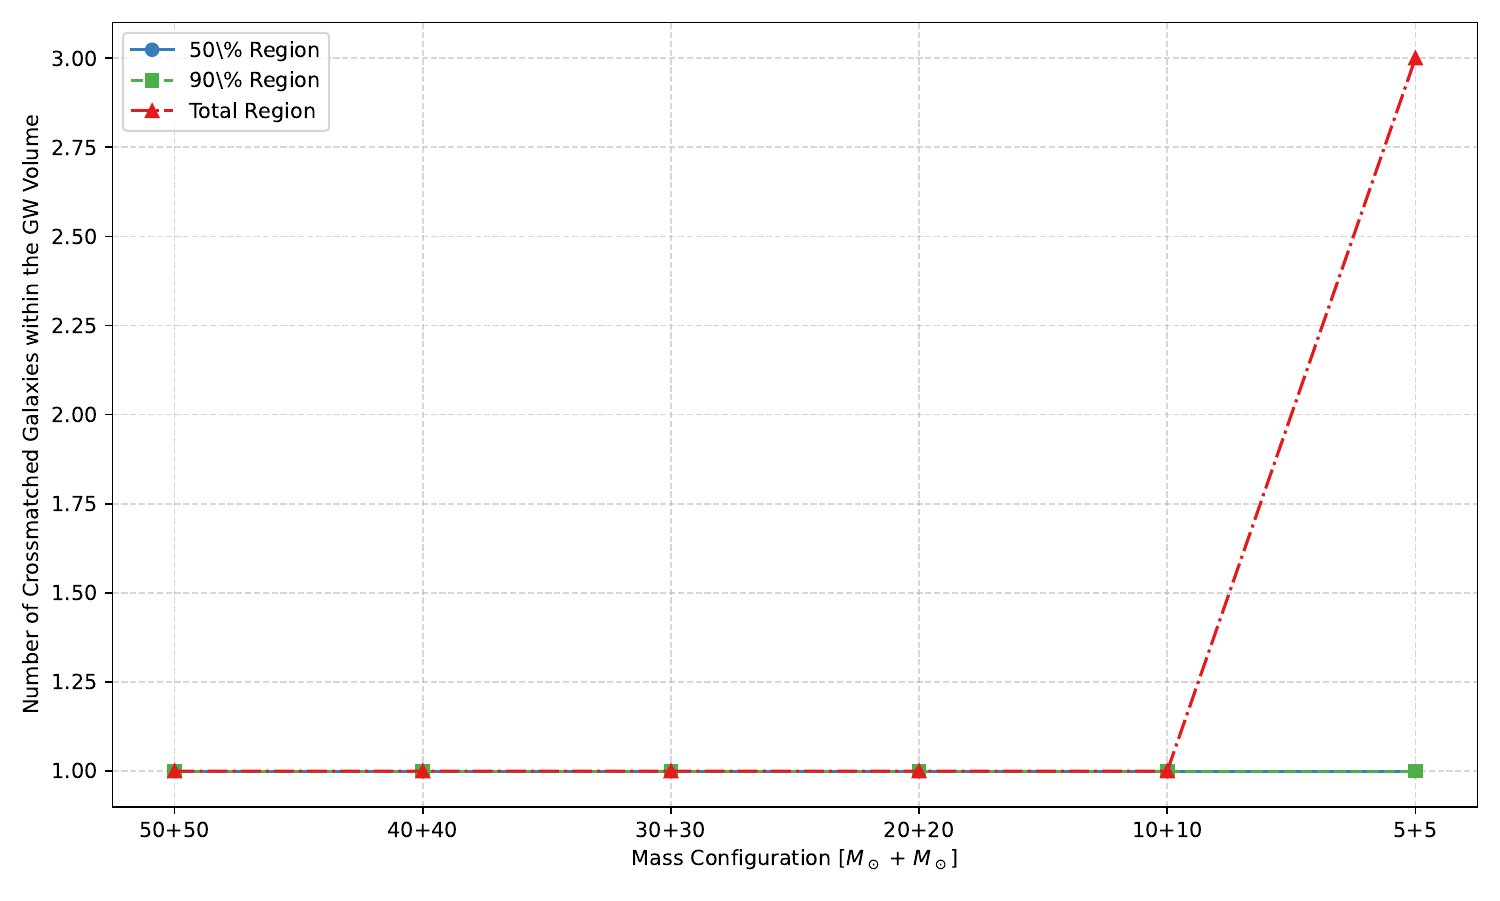 50\% Region
90\% Region
Total Region
3.00
2.75
2.50
2.25
2.00
1.75
1.50
1.25
1.00
Number of Crossmatched Galaxies within the GW Volume
50+50 40+40 30+30 20+20 10+10 5+5
Mass Configuration [M⊙ + M⊙]